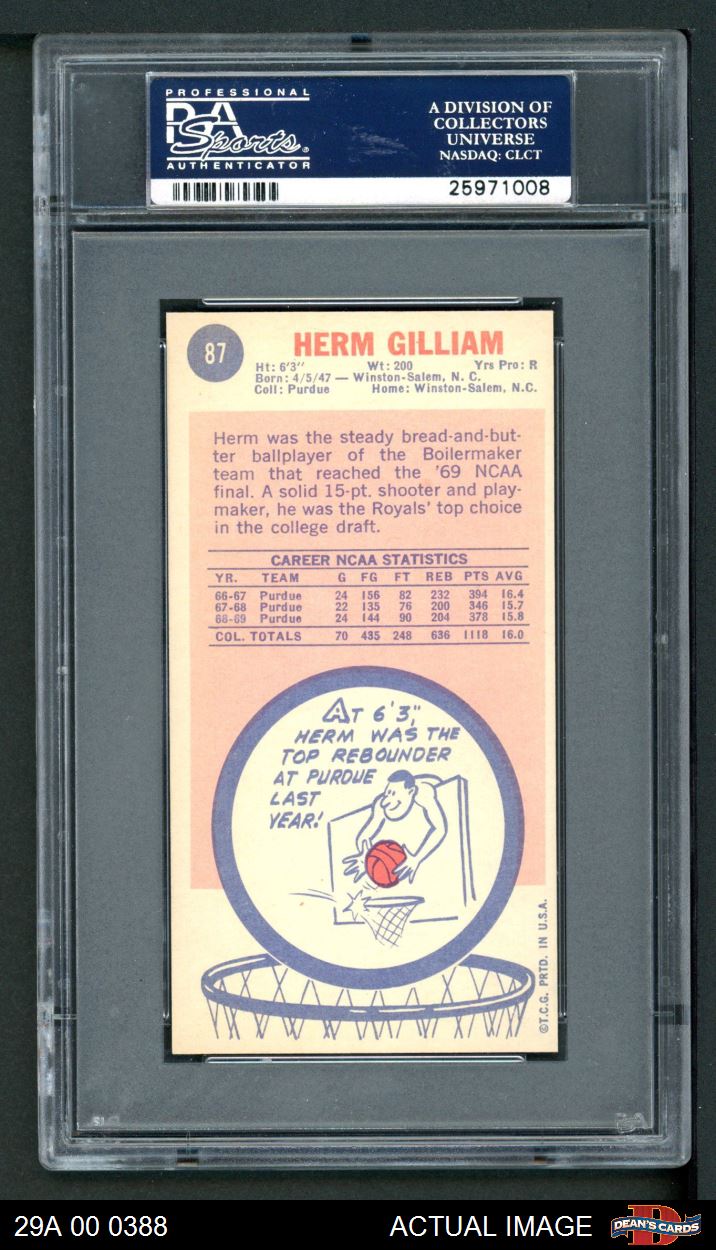 PROFESSIONAL
PSA
Sports®
AUTHENTICATOR
A DIVISION OF
COLLECTORS
UNIVERSE
NASDAQ: CLCT
25971008
87
HERM GILLIAM
Ht: 6'3" Wt: 200 Yrs Pro: R
Born: 4/5/47 — Winston-Salem, N. C.
Coll: Purdue Home: Winston-Salem, N.C.
Herm was the steady bread-and-but-
ter ballplayer of the Boilermaker
team that reached the '69 NCAA
final. A solid 15-pt. shooter and play-
maker, he was the Royals' top choice
in the college draft.
CAREER NCAA STATISTICS
YR. TEAM G FG FT REB PTS AVG
66-67 Purdue 24 156 82 232 394 16.4
67-68 Purdue 22 135 76 200 346 15.7
68-69 Purdue 24 144 90 204 378 15.8
COL. TOTALS 70 435 248 636 1118 16.0
AT 6'3",
HERM WAS THE
TOP REBOUNDER
AT PURDUE
LAST
YEAR!
©T.C.G. PRTD. IN U.S.A.
29A 00 0388
ACTUAL IMAGE
DEAN'S CARDS